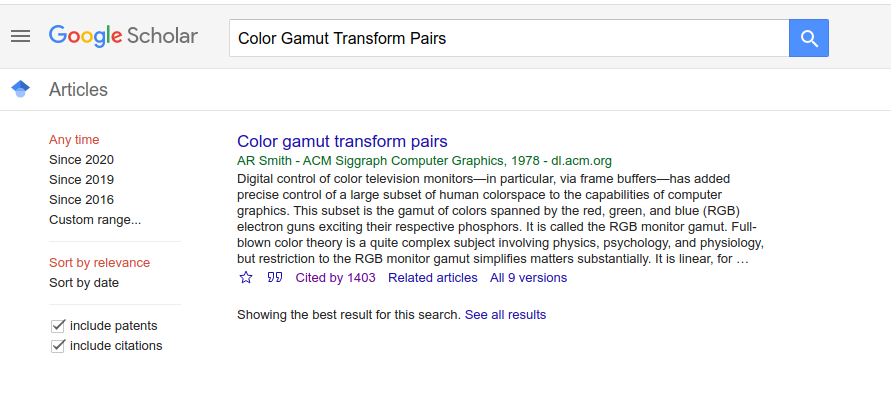 Google Scholar
Color Gamut Transform Pairs
Articles
Any time
Since 2020
Since 2019
Since 2016
Custom range...
Sort by relevance
Sort by date
include patents
include citations
Color gamut transform pairs
AR Smith - ACM Siggraph Computer Graphics, 1978 - dl.acm.org
Digital control of color television monitors—in particular, via frame buffers—has added
precise control of a large subset of human colorspace to the capabilities of computer
graphics. This subset is the gamut of colors spanned by the red, green, and blue (RGB)
electron guns exciting their respective phosphors. It is called the RGB monitor gamut. Full-
blown color theory is a quite complex subject involving physics, psychology, and physiology,
but restriction to the RGB monitor gamut simplifies matters substantially. It is linear, for …
Cited by 1403 Related articles All 9 versions
Showing the best result for this search. See all results